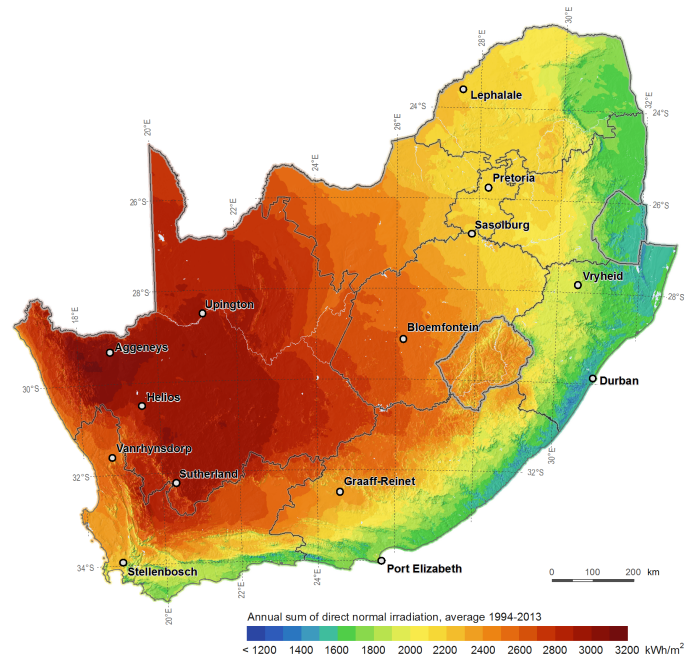 30°E
28°E
Lephalale
24°S
32°E
24°S
26°E
20°E
24°E
Pretoria
26°S
22°E
26°S
Sasolburg
Vryheid
28°S
28°S
18°E
Upington
Bloemfontein
Aggeneys
Durban
30°S
Helios
30°E
Vanrhynsdorp
32°S
Sutherland
32°S
Graaff-Reinet
34°S
Stellenbosch
Port Elizabeth
24°E
22°E
20°E
0 100 200 km
Annual sum of direct normal irradiation, average 1994-2013
< 1200 1400 1600 1800 2000 2200 2400 2600 2800 3000 3200 kWh/m²